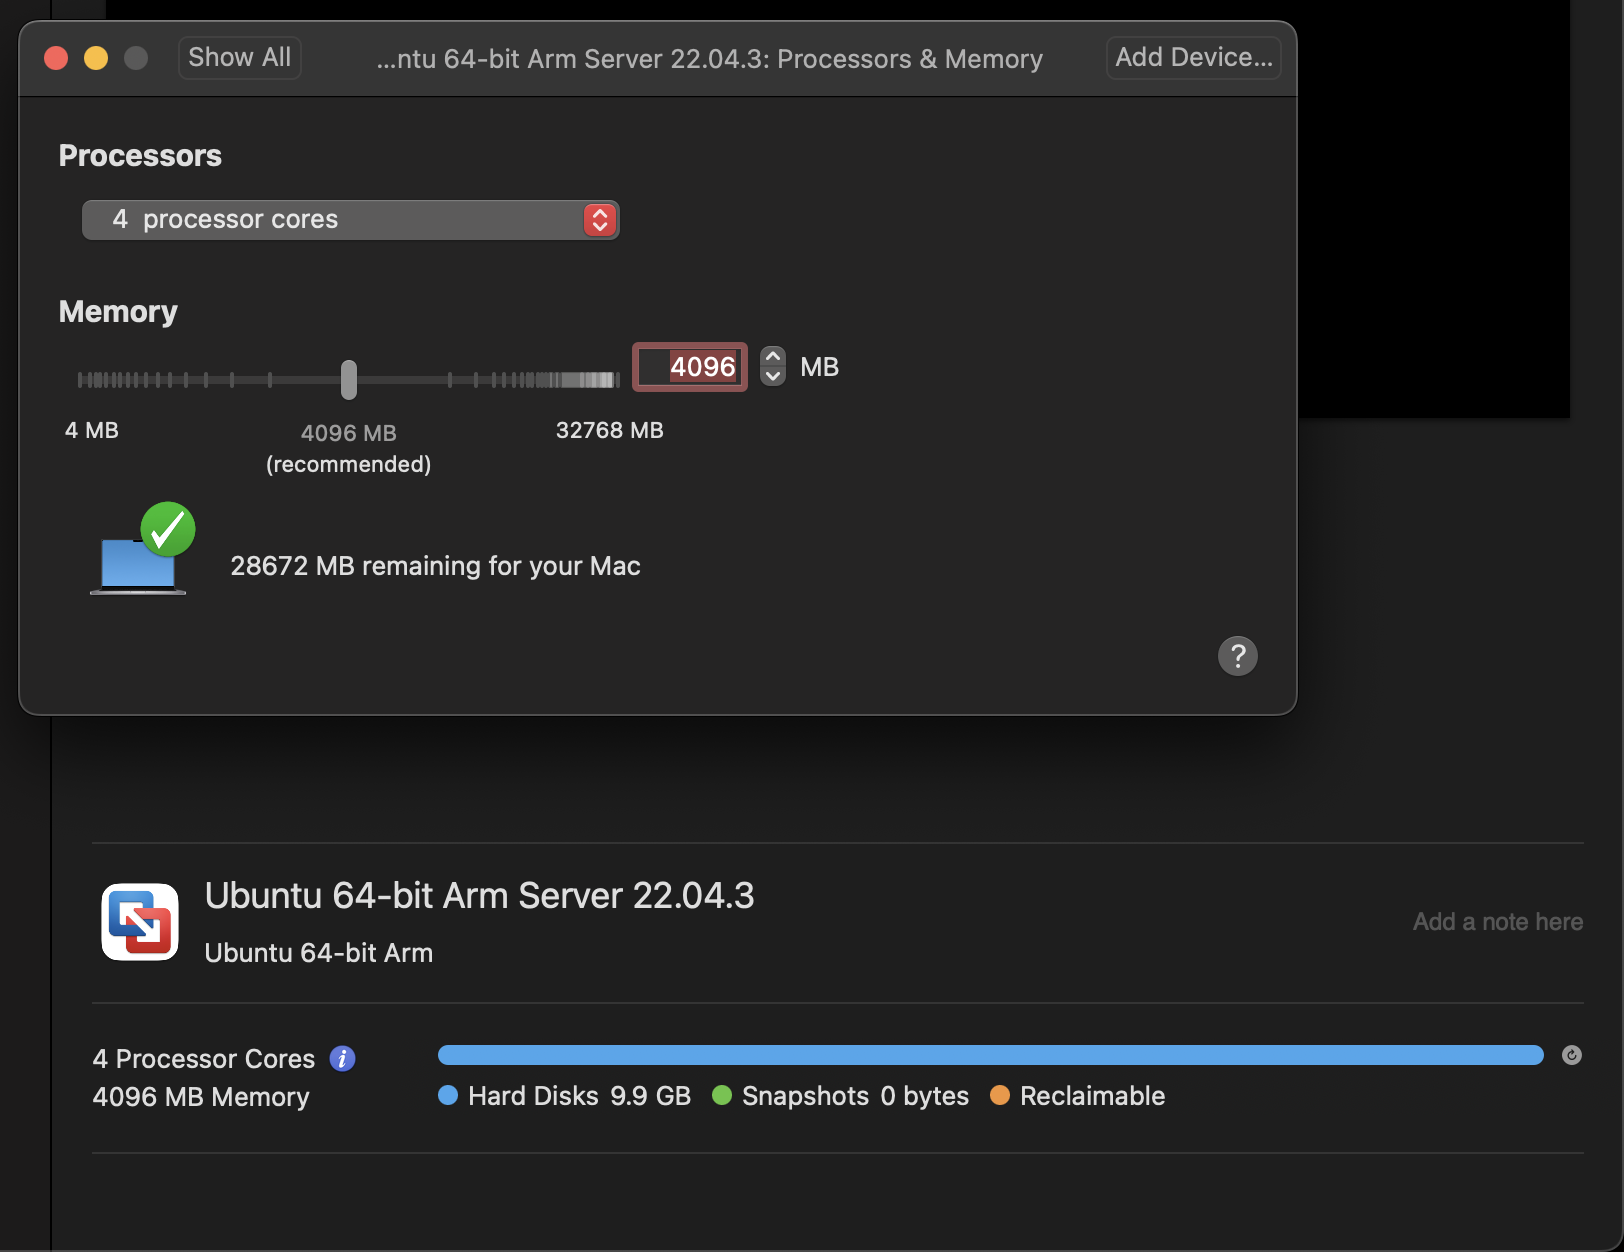 Show All
...ntu 64-bit Arm Server 22.04.3: Processors & Memory
Add Device...
Processors
4 processor cores
Memory
4096
MB
4 MB
4096 MB
(recommended)
32768 MB
28672 MB remaining for your Mac
?
Ubuntu 64-bit Arm Server 22.04.3
Ubuntu 64-bit Arm
Add a note here
4 Processor Cores
4096 MB Memory
Hard Disks 9.9 GB
Snapshots 0 bytes
Reclaimable